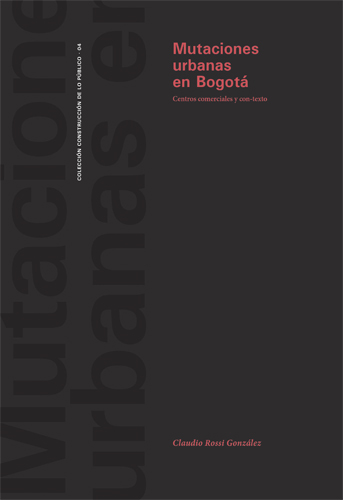 Mutaciones
urbanas
en Bogotá
Centros comerciales y con-texto
COLECCIÓN CONSTRUCCIÓN DE LO PÚBLICO · 04
Mutacione
urbanas en
Claudio Rossi González